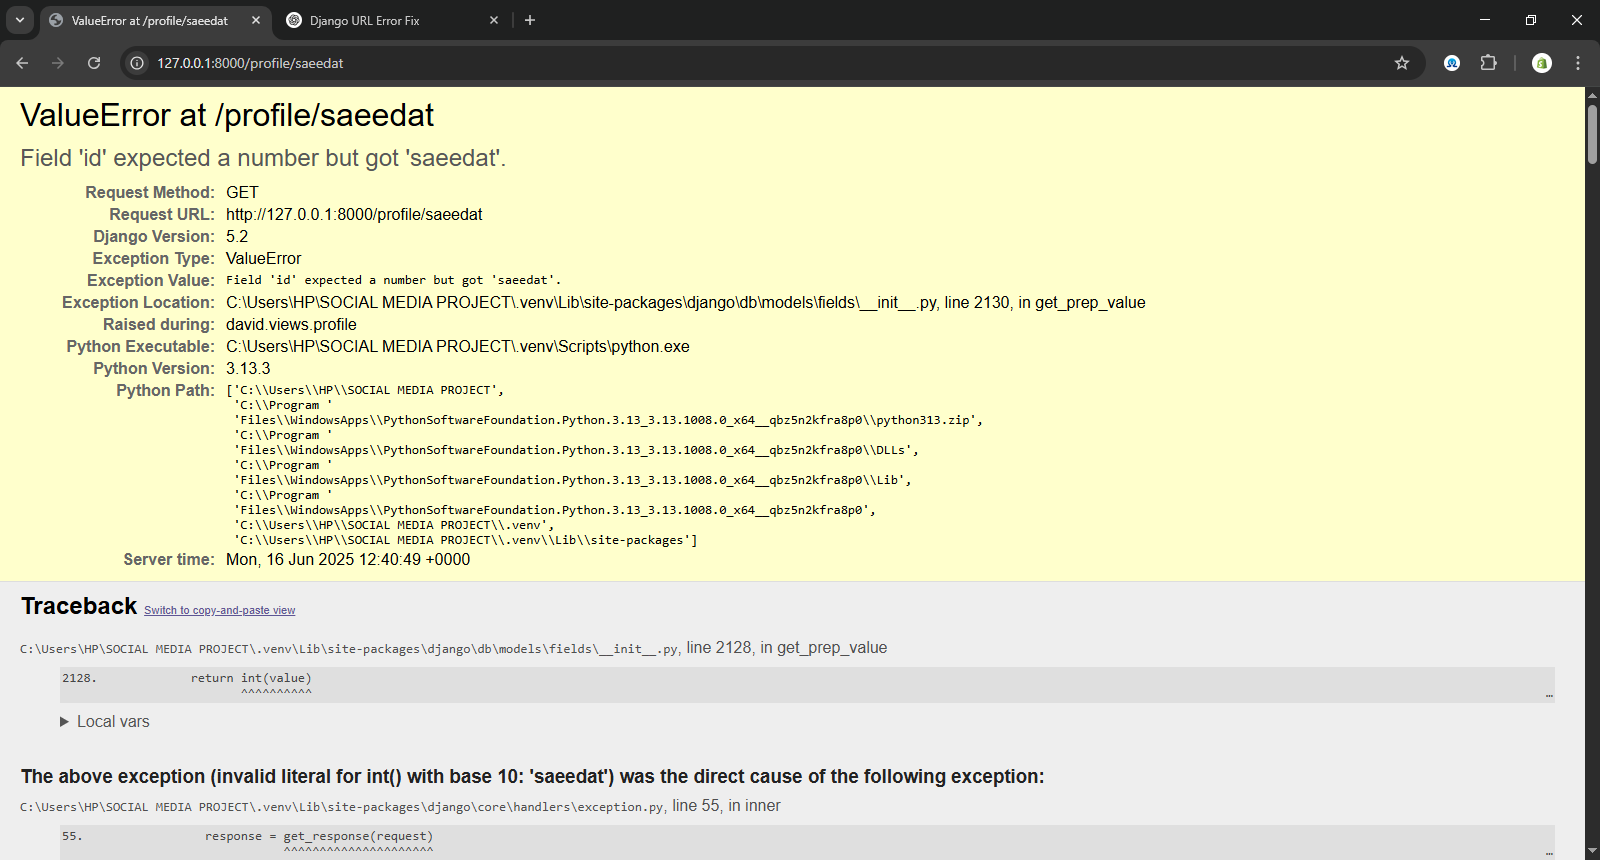 ValueError at /profile/saeedat
Django URL Error Fix
127.0.0.1:8000/profile/saeedat
ValueError at /profile/saeedat
Field 'id' expected a number but got 'saeedat'.
Request Method: GET
Request URL: http://127.0.0.1:8000/profile/saeedat
Django Version: 5.2
Exception Type: ValueError
Exception Value: Field 'id' expected a number but got 'saeedat'.
Exception Location: C:\Users\HP\SOCIAL MEDIA PROJECT\.venv\Lib\site-packages\django\db\models\fields\__init__.py, line 2130, in get_prep_value
Raised during: david.views.profile
Python Executable: C:\Users\HP\SOCIAL MEDIA PROJECT\.venv\Scripts\python.exe
Python Version: 3.13.3
Python Path: ['C:\\Users\\HP\\SOCIAL MEDIA PROJECT',
'C:\\Program '
'Files\\WindowsApps\\PythonSoftwareFoundation.Python.3.13_3.13.1008.0_x64__qbz5n2kfra8p0\\python313.zip',
'C:\\Program '
'Files\\WindowsApps\\PythonSoftwareFoundation.Python.3.13_3.13.1008.0_x64__qbz5n2kfra8p0\\DLLs',
'C:\\Program '
'Files\\WindowsApps\\PythonSoftwareFoundation.Python.3.13_3.13.1008.0_x64__qbz5n2kfra8p0\\Lib',
'C:\\Program '
'Files\\WindowsApps\\PythonSoftwareFoundation.Python.3.13_3.13.1008.0_x64__qbz5n2kfra8p0',
'C:\\Users\\HP\\SOCIAL MEDIA PROJECT\\.venv',
'C:\\Users\\HP\\SOCIAL MEDIA PROJECT\\.venv\\Lib\\site-packages']
Server time: Mon, 16 Jun 2025 12:40:49 +0000
Traceback Switch to copy-and-paste view
C:\Users\HP\SOCIAL MEDIA PROJECT\.venv\Lib\site-packages\django\db\models\fields\__init__.py, line 2128, in get_prep_value
2128. return int(value)
^^^^^^^^^^
…
Local vars
The above exception (invalid literal for int() with base 10: 'saeedat') was the direct cause of the following exception:
C:\Users\HP\SOCIAL MEDIA PROJECT\.venv\Lib\site-packages\django\core\handlers\exception.py, line 55, in inner
55. response = get_response(request)
^^^^^^^^^^^^^^^^^^^^^
…